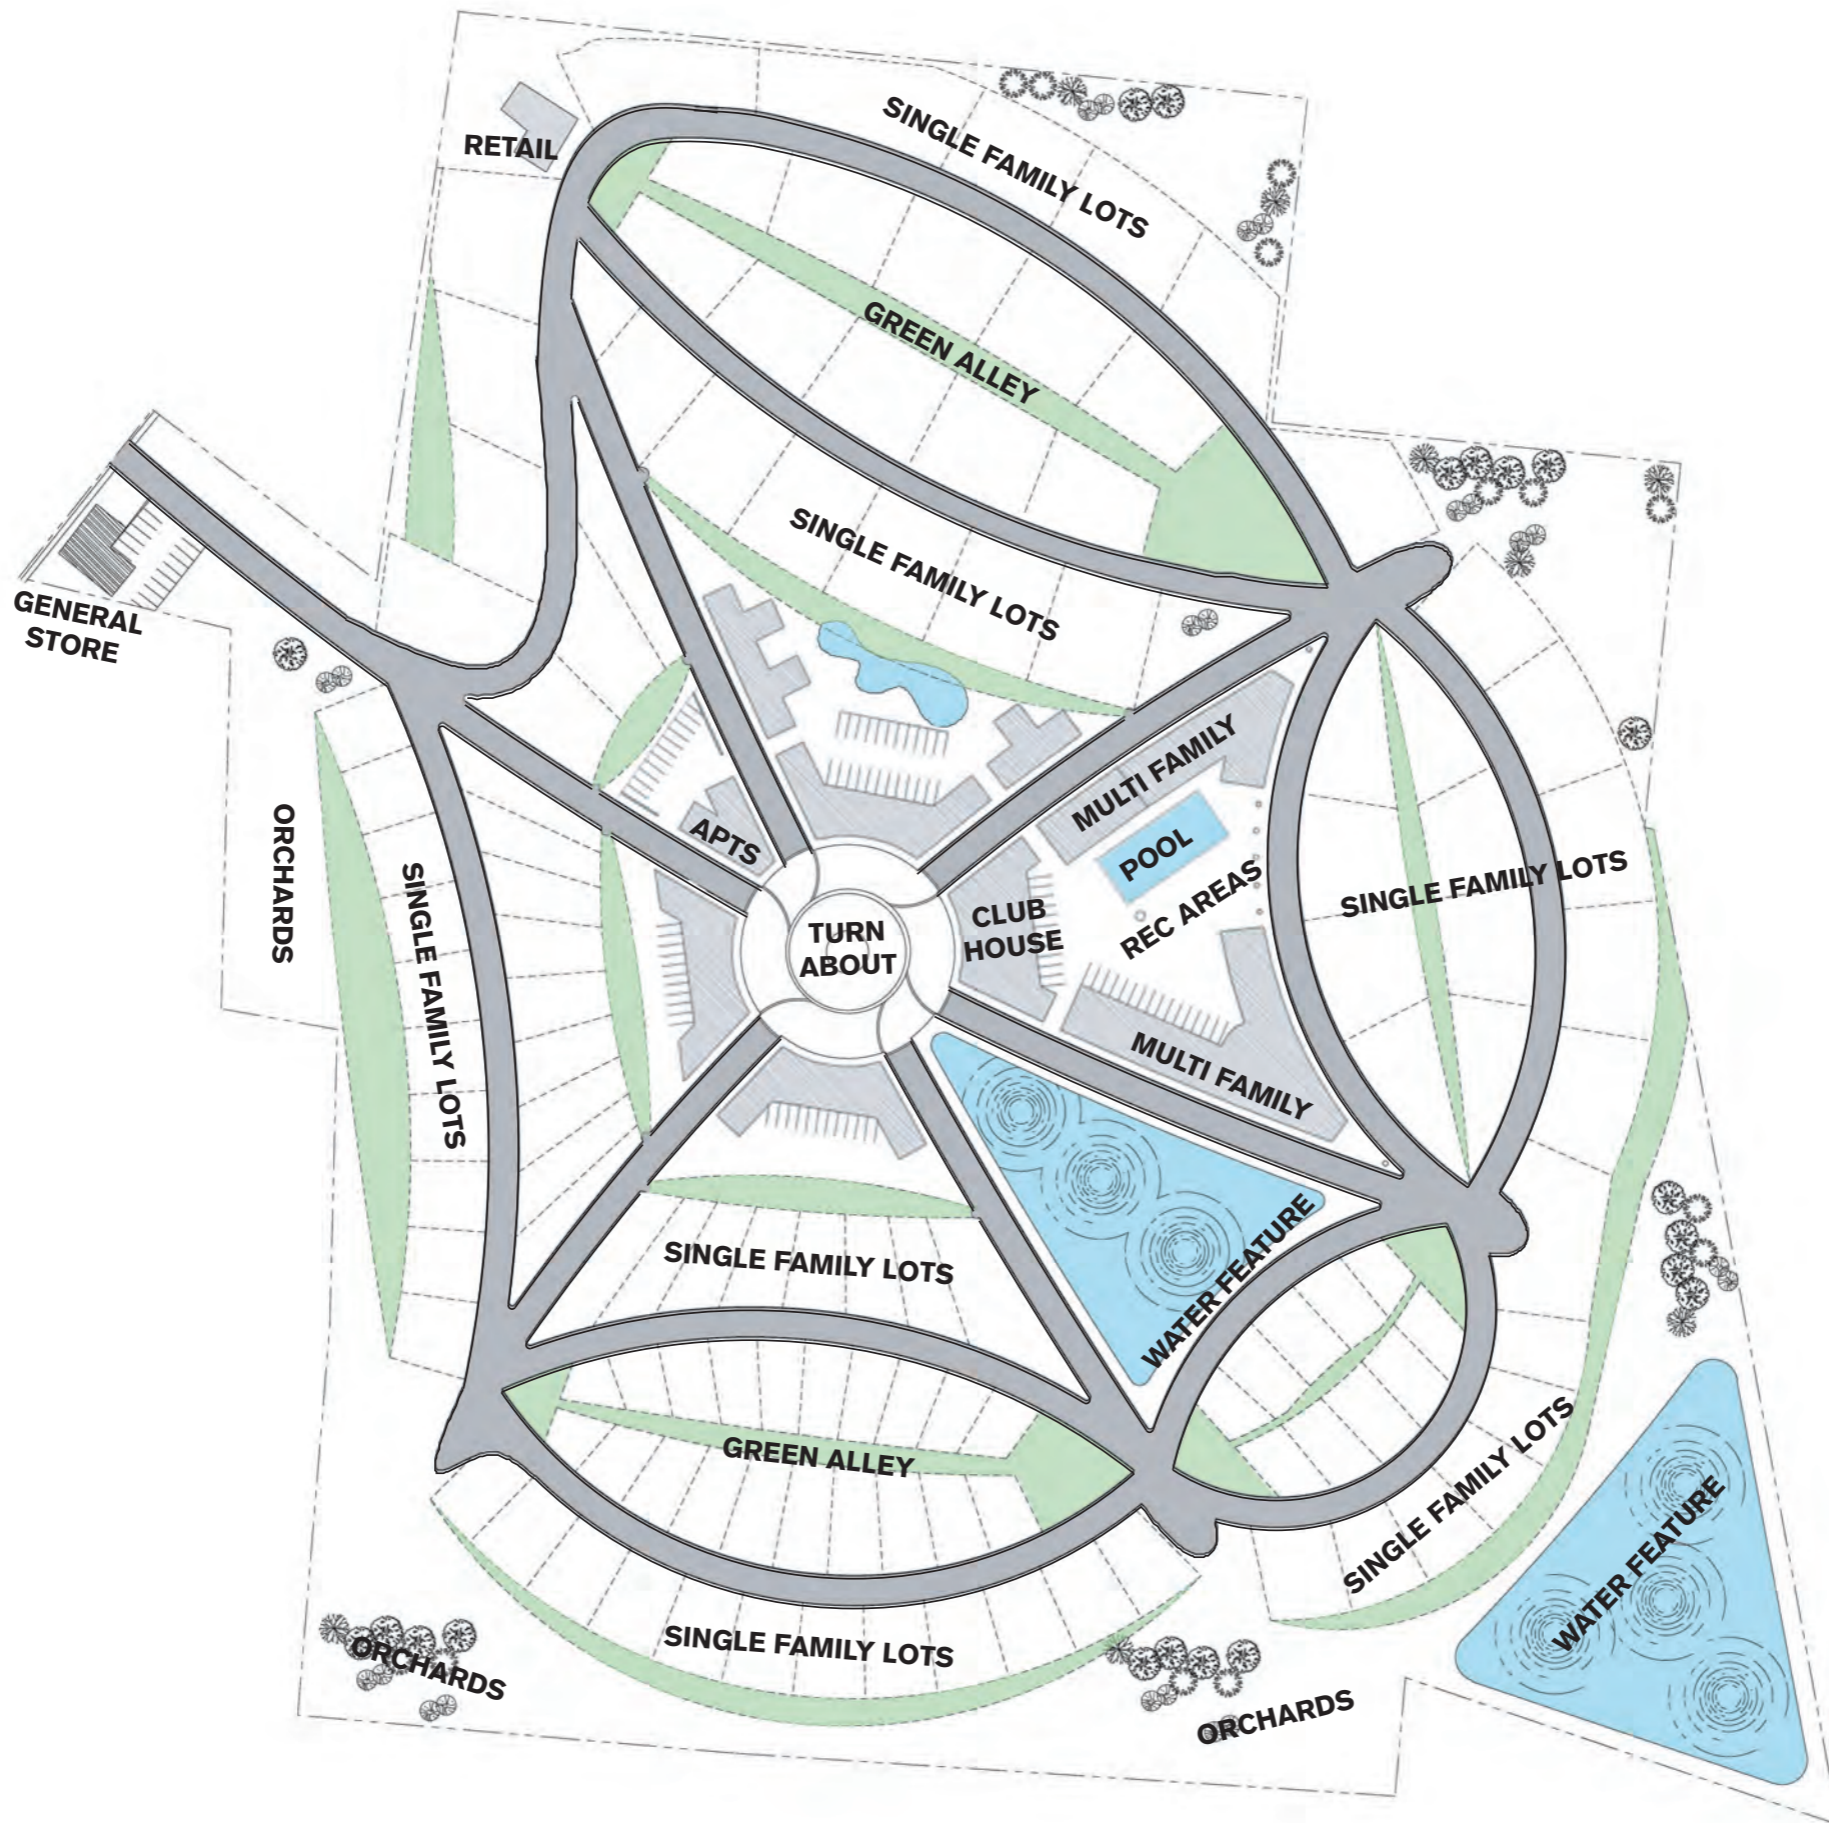 SINGLE FAMILY LOTS
RETAIL
GREEN ALLEY
SINGLE FAMILY LOTS
GENERAL
STORE
MULTI FAMILY
APTS
POOL
ORCHARDS
SINGLE FAMILY LOTS
SINGLE FAMILY LOTS
REC AREAS
CLUB
HOUSE
TURN
ABOUT
MULTI FAMILY
SINGLE FAMILY LOTS
WATER FEATURE
GREEN ALLEY
SINGLE FAMILY LOTS
WATER FEATURE
SINGLE FAMILY LOTS
ORCHARDS
ORCHARDS